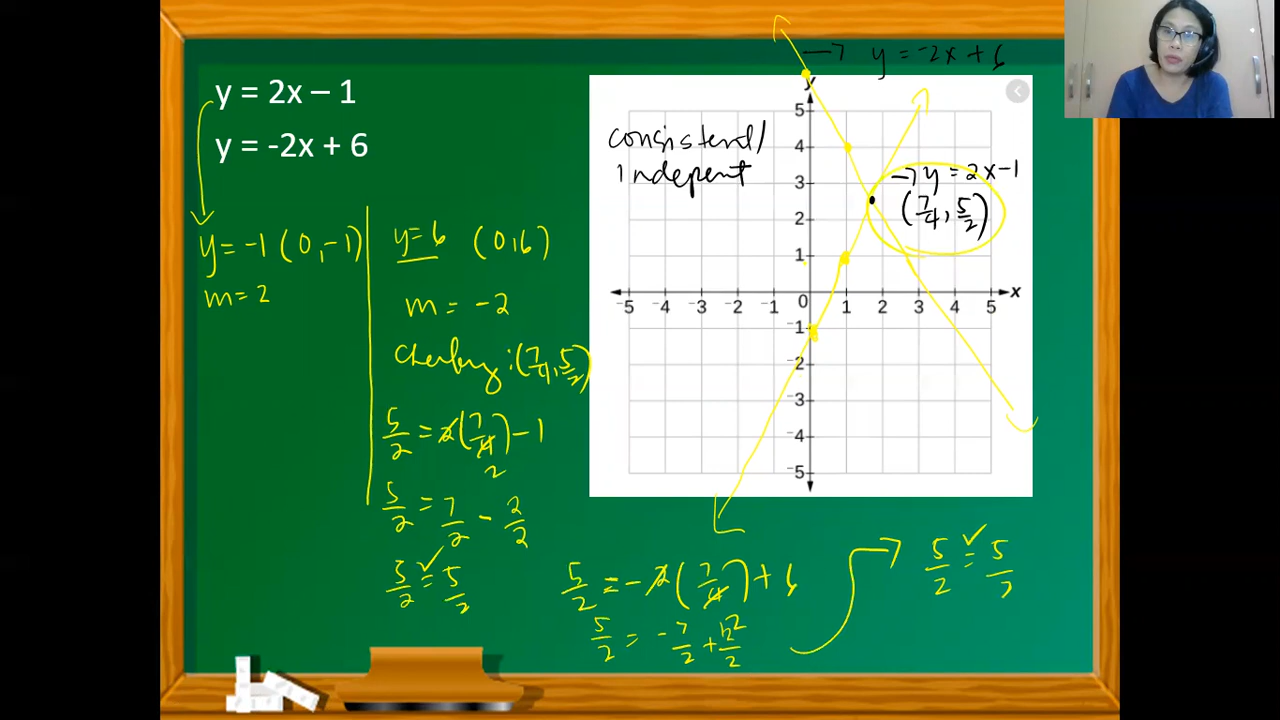 y = 2x – 1
y = -2x + 6
y = -1 (0,-1)
m = 2
y = 6 (0,6)
m = -2
: (7/4, 5/2)
5/2 = 2(7/4) - 1
2
5/2 = 7/2 - 2/2
5/2 = 5/2 ✓
5/2 = -2(7/4) + 6
5/2 = -7/2 + 12/2
5/2 = 5/2 ✓
→ y = -2x + 6
consistent/
indepent
→ y = 2x-1
(7/4, 5/2)
y
5
4
3
2
1
0
-5 -4 -3 -2 -1 1 2 3 4 5 x
-1
-2
-3
-4
-5